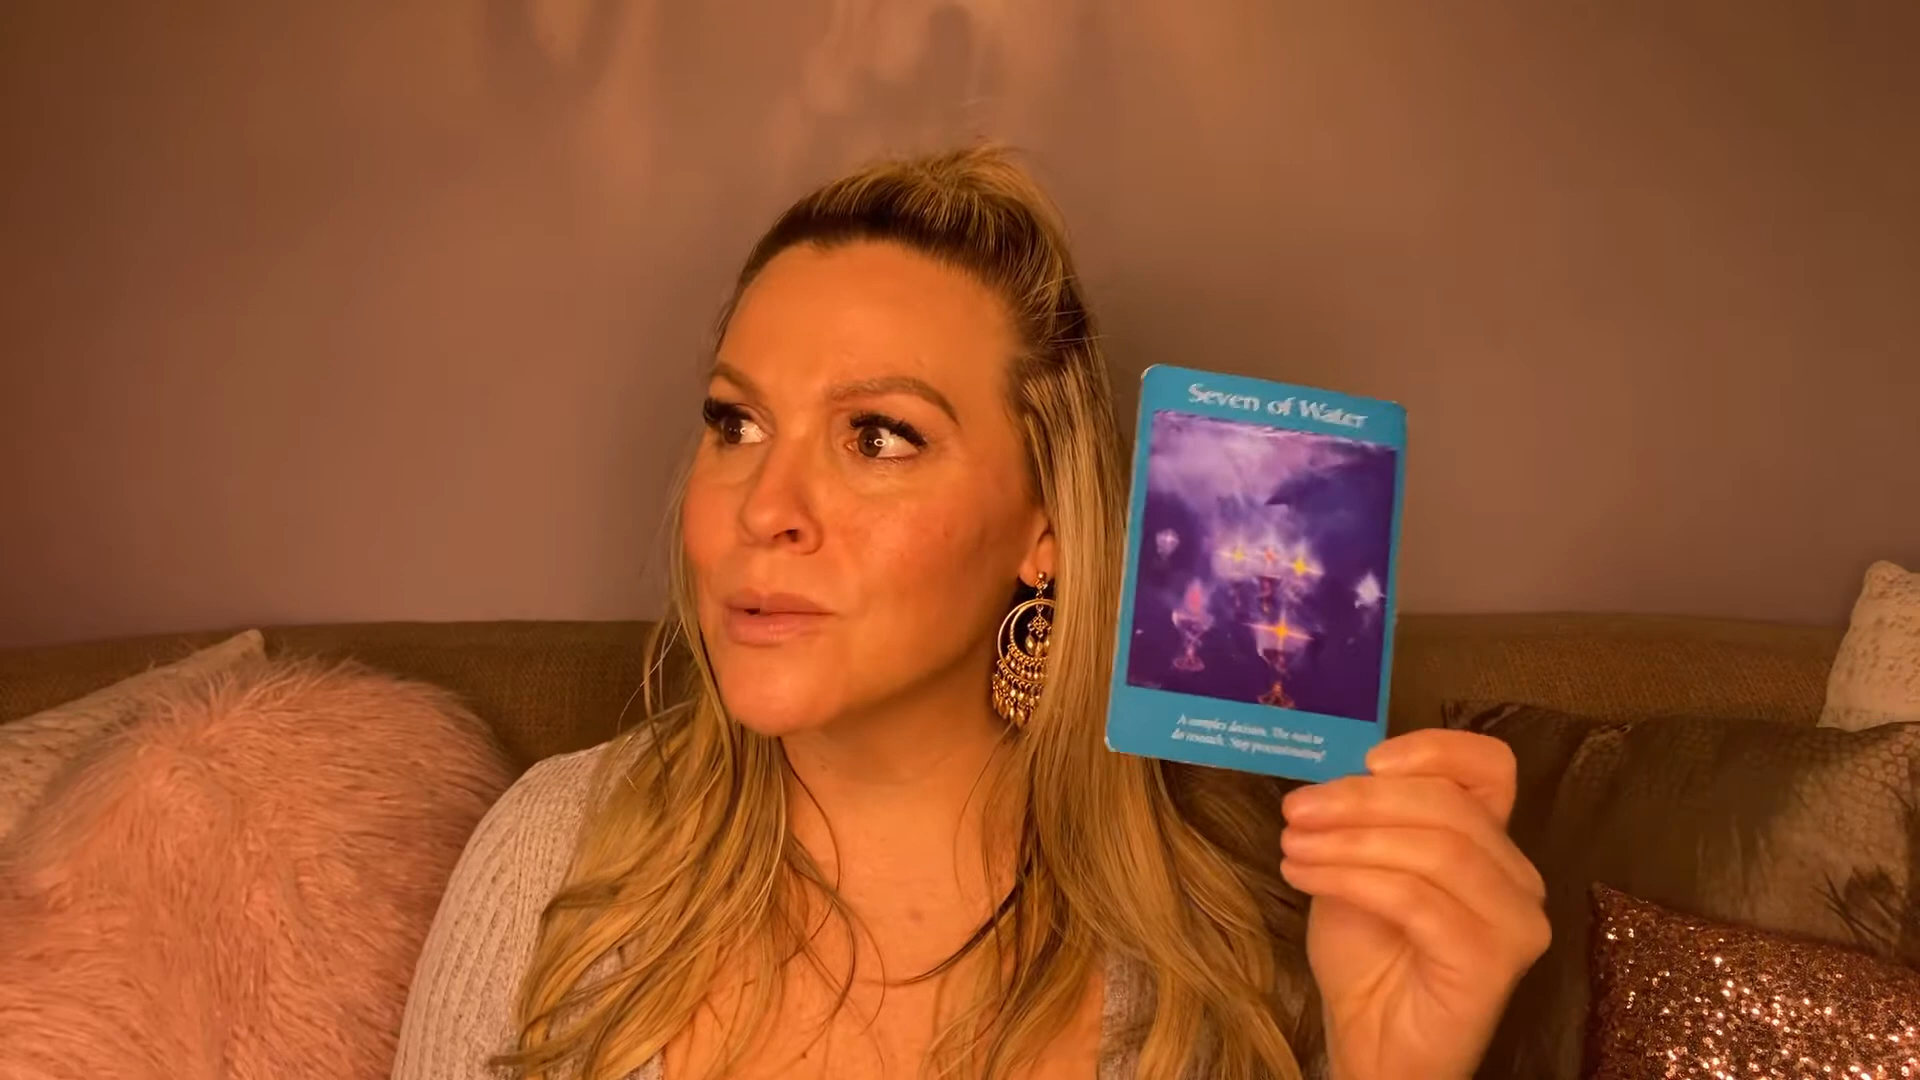 Seven of Water
A complex decision. The need to
do research. Stop procrastinating!